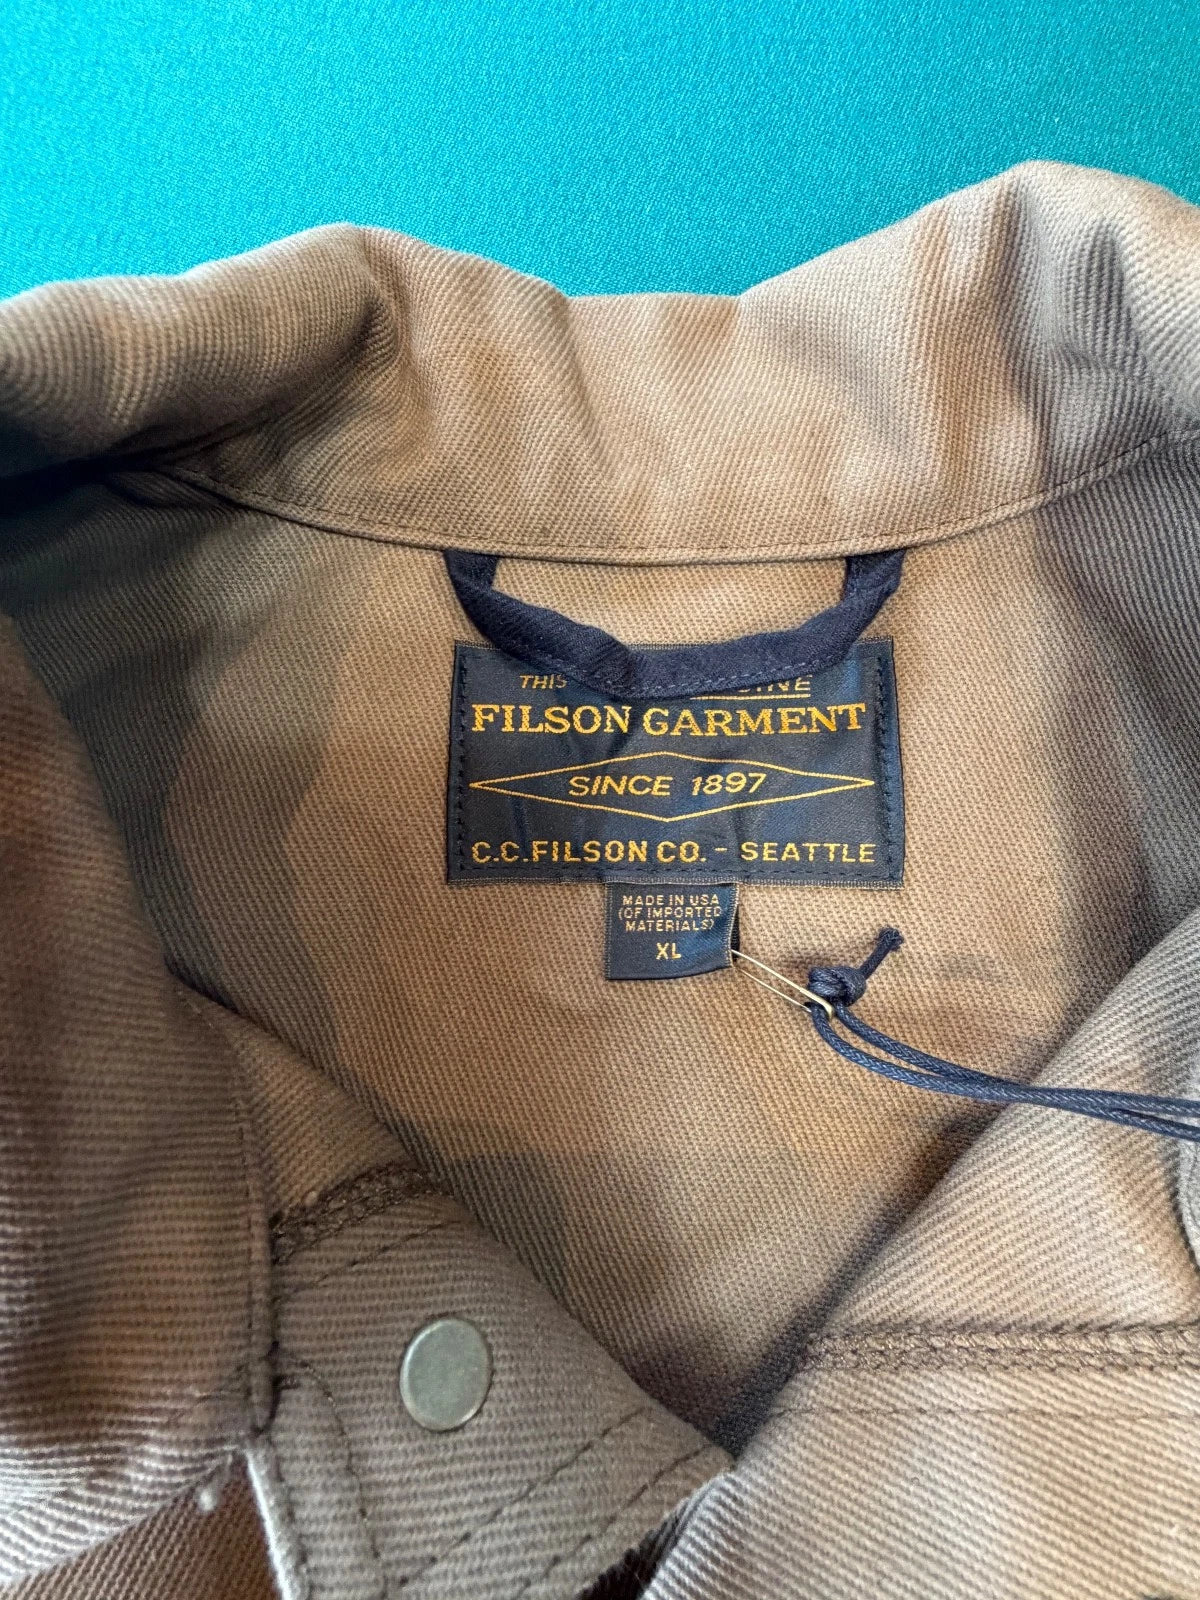 THIS
FILSON GARMENT
SINCE 1897
C.C. FILSON CO. - SEATTLE
MADE IN USA
(OF IMPORTED
MATERIALS)
XL